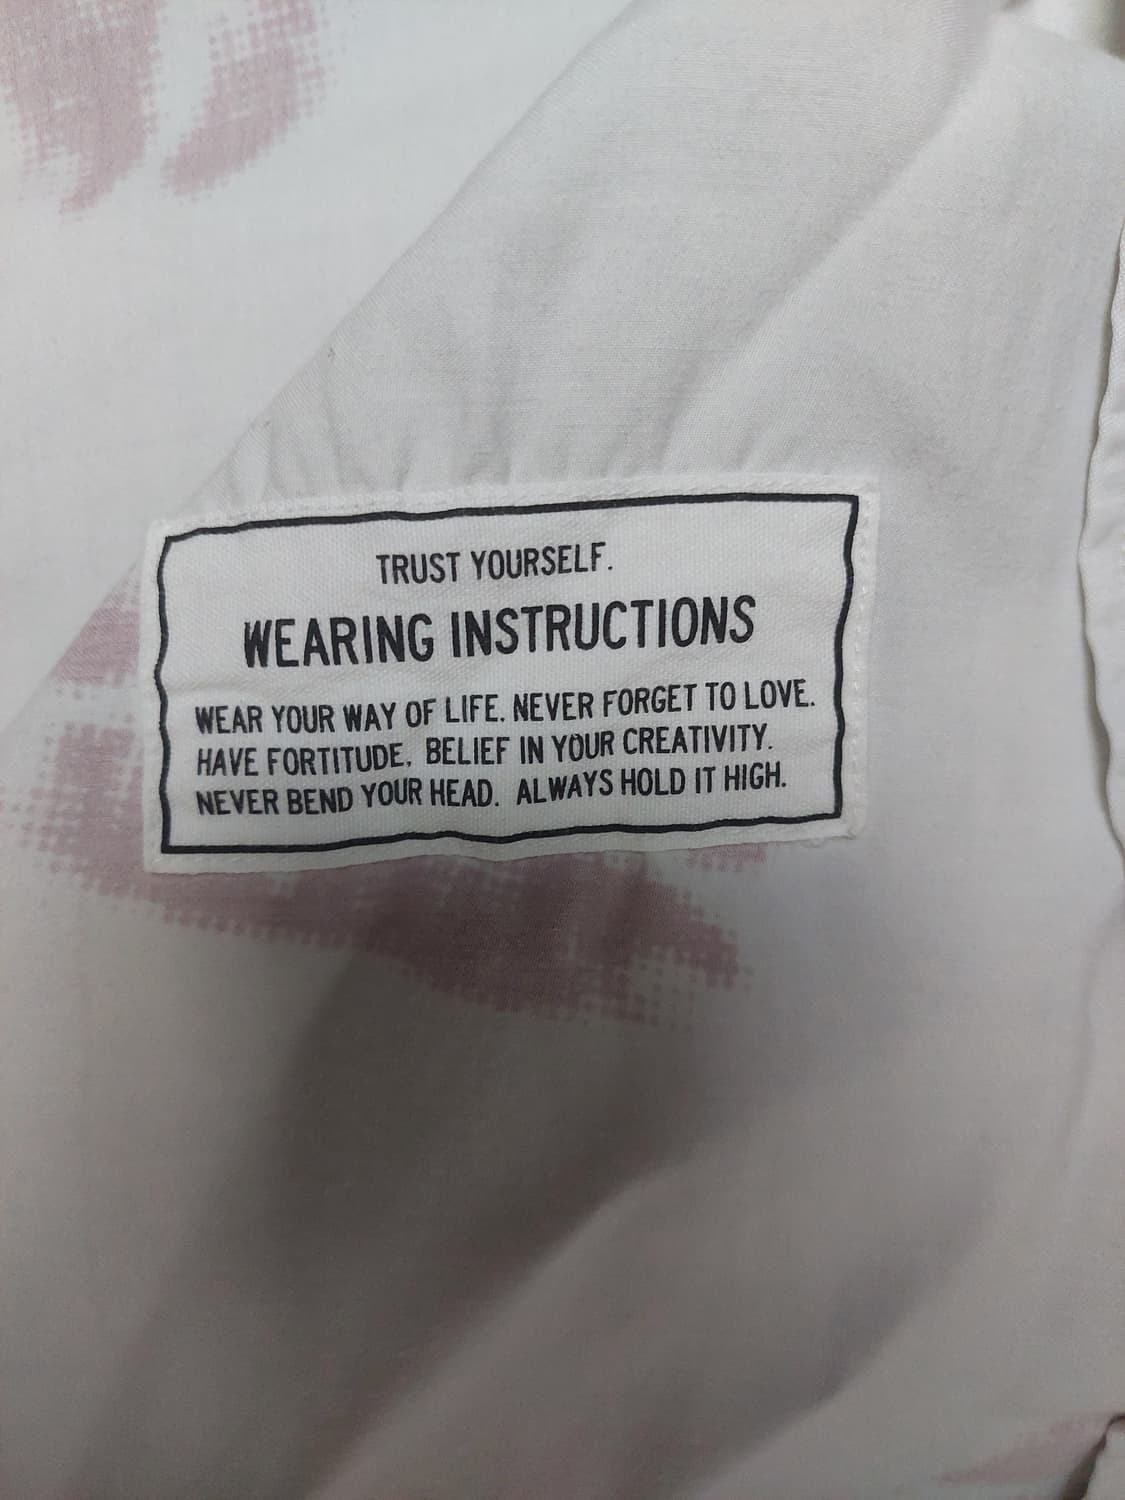 TRUST YOURSELF.
WEARING INSTRUCTIONS
WEAR YOUR WAY OF LIFE. NEVER FORGET TO LOVE.
HAVE FORTITUDE, BELIEF IN YOUR CREATIVITY.
NEVER BEND YOUR HEAD. ALWAYS HOLD IT HIGH.